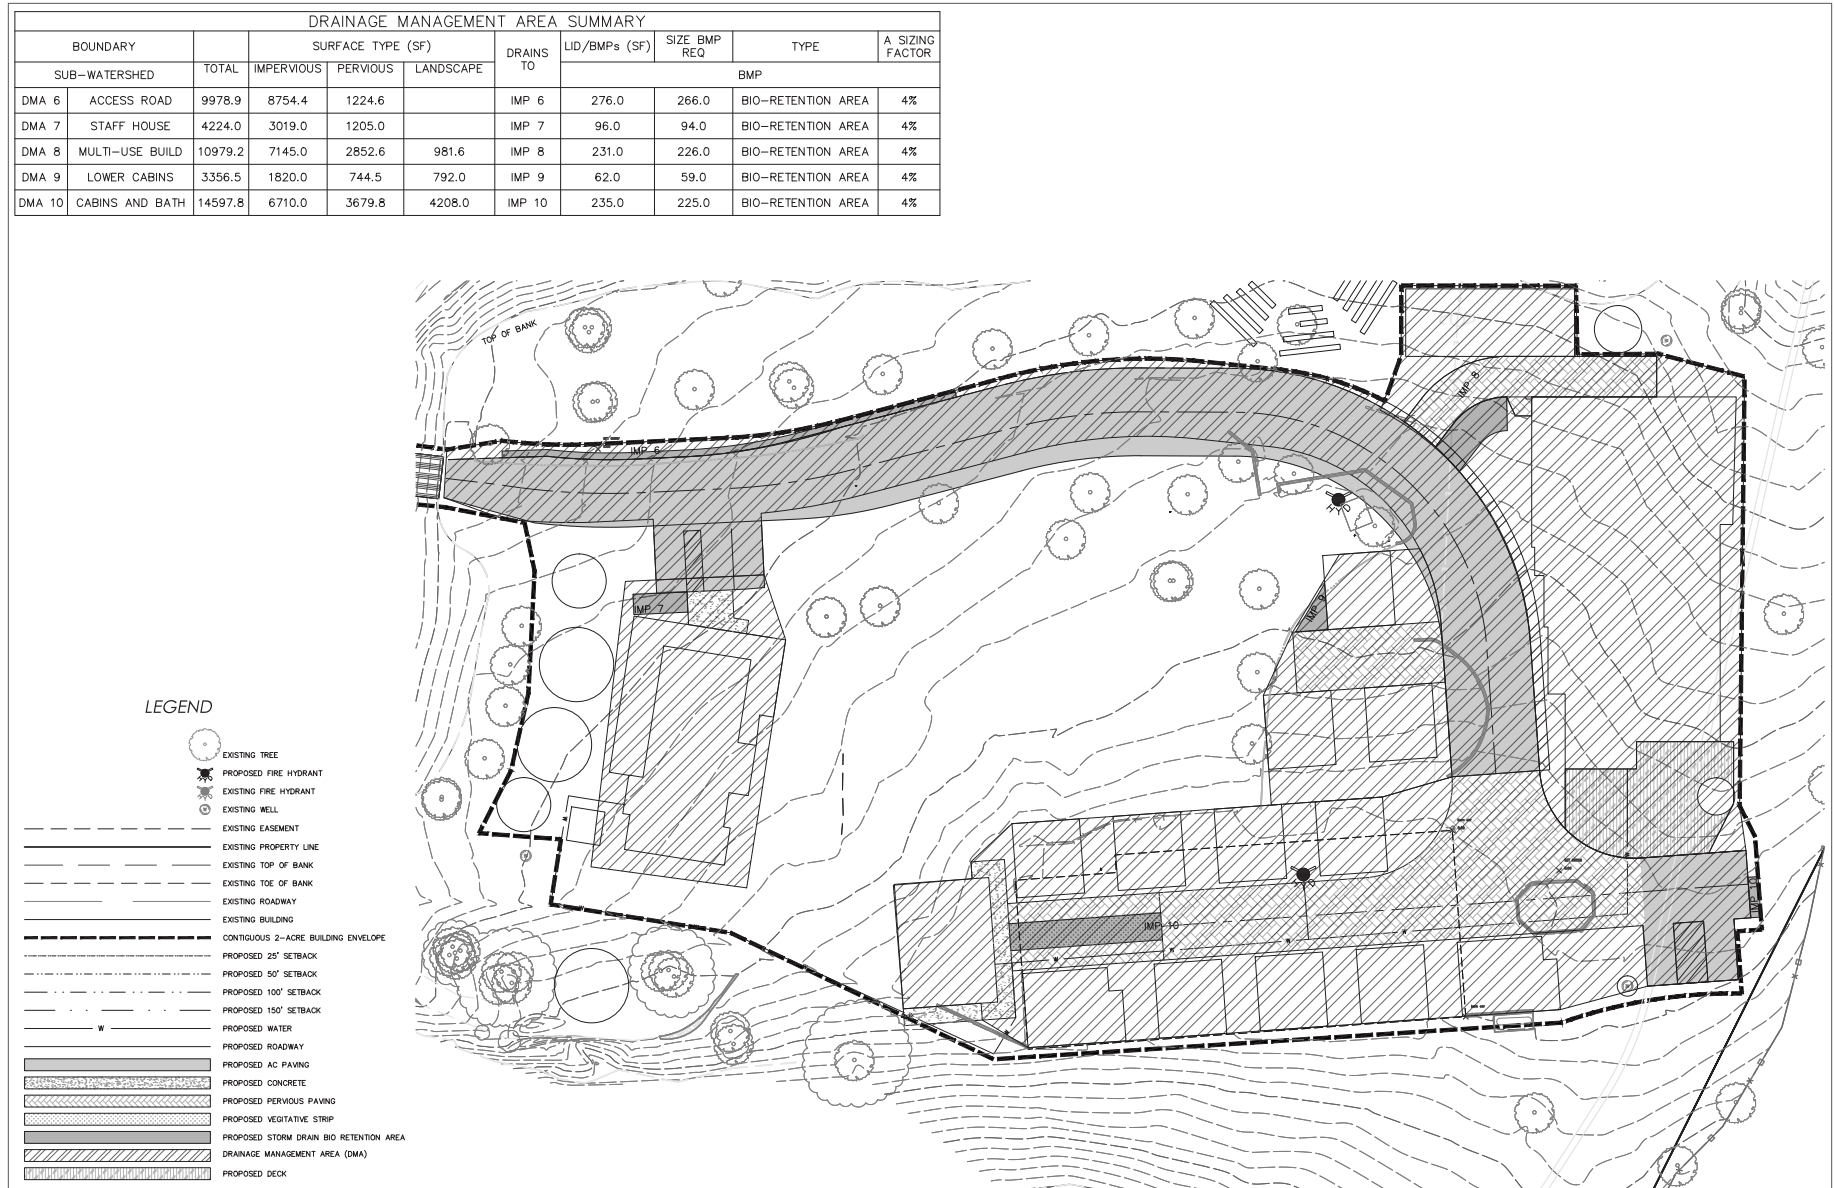 DRAINAGE MANAGEMENT AREA SUMMARY
BOUNDARY SURFACE TYPE (SF) DRAINS TO LID/BMPs (SF) SIZE BMP REQ TYPE A SIZING FACTOR
SUB-WATERSHED TOTAL IMPERVIOUS PERVIOUS LANDSCAPE BMP
DMA 6 ACCESS ROAD 9978.9 8754.4 1224.6 IMP 6 276.0 266.0 BIO-RETENTION AREA 4%
DMA 7 STAFF HOUSE 4224.0 3019.0 1205.0 IMP 7 96.0 94.0 BIO-RETENTION AREA 4%
DMA 8 MULTI-USE BUILD 10979.2 7145.0 2852.6 981.6 IMP 8 231.0 226.0 BIO-RETENTION AREA 4%
DMA 9 LOWER CABINS 3356.5 1820.0 744.5 792.0 IMP 9 62.0 59.0 BIO-RETENTION AREA 4%
DMA 10 CABINS AND BATH 14597.8 6710.0 3679.8 4208.0 IMP 10 235.0 225.0 BIO-RETENTION AREA 4%
TOP OF BANK
IMP 8
IMP 6
HYD
IMP 7
IMP 9
IMP 10
IMP 10
LEGEND
EXISTING TREE
PROPOSED FIRE HYDRANT
EXISTING FIRE HYDRANT
EXISTING WELL
EXISTING EASEMENT
EXISTING PROPERTY LINE
EXISTING TOP OF BANK
EXISTING TOE OF BANK
EXISTING ROADWAY
EXISTING BUILDING
CONTIGUOUS 2-ACRE BUILDING ENVELOPE
PROPOSED 25' SETBACK
PROPOSED 50' SETBACK
PROPOSED 100' SETBACK
PROPOSED 150' SETBACK
W PROPOSED WATER
PROPOSED ROADWAY
PROPOSED AC PAVING
PROPOSED CONCRETE
PROPOSED PERVIOUS PAVING
PROPOSED VEGITATIVE STRIP
PROPOSED STORM DRAIN BIO RETENTION AREA
DRAINAGE MANAGEMENT AREA (DMA)
PROPOSED DECK